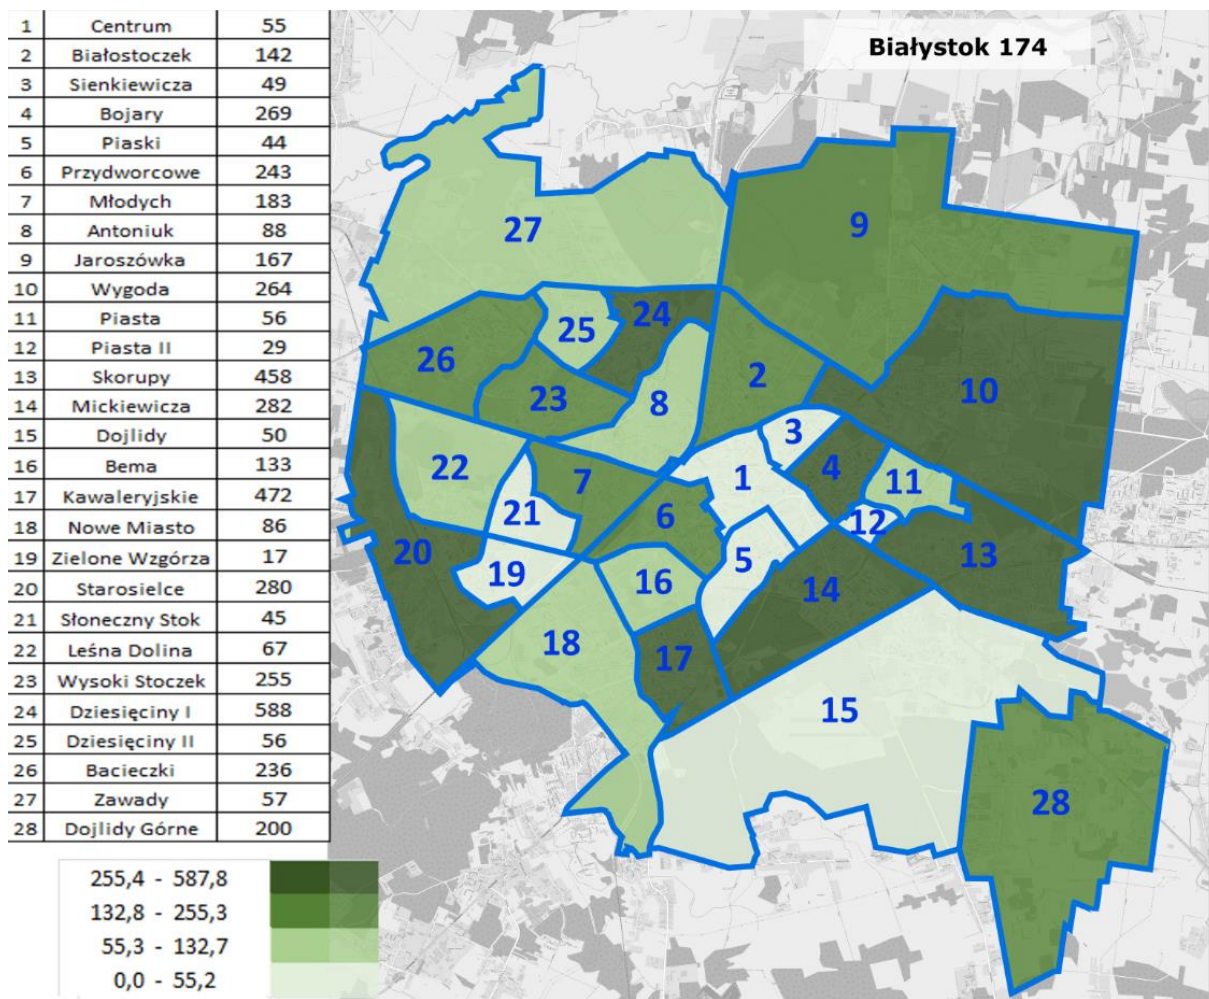 1 Centrum 55
2 Białostoczek 142
3 Sienkiewicza 49
4 Bojary 269
5 Piaski 44
6 Przydworcowe 243
7 Młodych 183
8 Antoniuk 88
9 Jaroszówka 167
10 Wygoda 264
11 Piasta 56
12 Piasta II 29
13 Skorupy 458
14 Mickiewicza 282
15 Dojlidy 50
16 Bema 133
17 Kawaleryjskie 472
18 Nowe Miasto 86
19 Zielone Wzgórza 17
20 Starosielce 280
21 Słoneczny Stok 45
22 Leśna Dolina 67
23 Wysoki Stoczek 255
24 Dziesięciny I 588
25 Dziesięciny II 56
26 Bacieczki 236
27 Zawady 57
28 Dojlidy Górne 200
255,4 - 587,8
132,8 - 255,3
55,3 - 132,7
0,0 - 55,2
Białystok 174
27
9
24
25
26
2
10
23
8
3
22
1
4
11
7
21
6
12
20
5
13
19
16
14
18
17
15
28